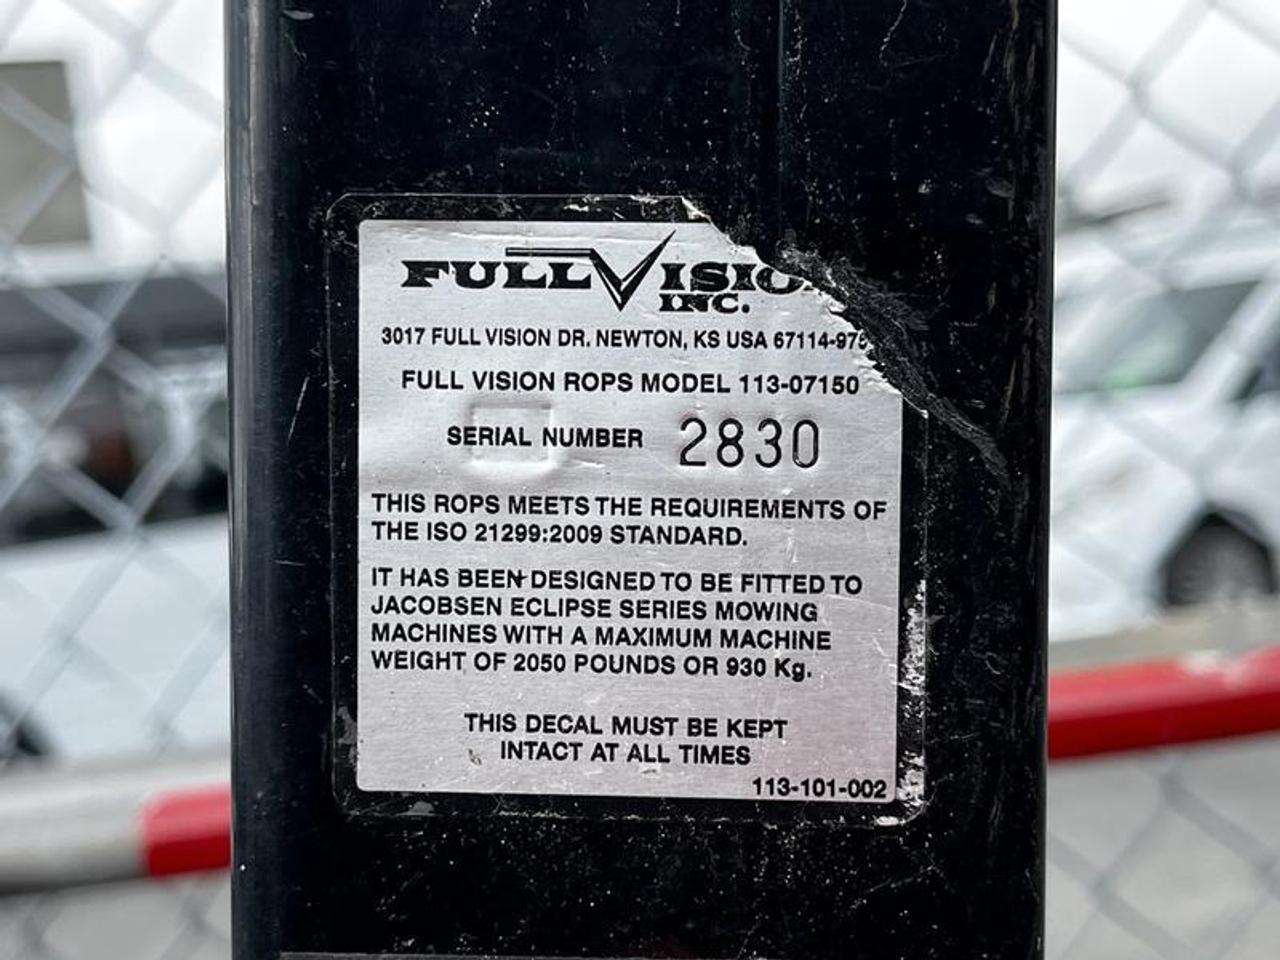 FULL VISIO
INC.
3017 FULL VISION DR. NEWTON, KS USA 67114-975
FULL VISION ROPS MODEL 113-07150
SERIAL NUMBER 2830
THIS ROPS MEETS THE REQUIREMENTS OF
THE ISO 21299:2009 STANDARD.
IT HAS BEEN DESIGNED TO BE FITTED TO
JACOBSEN ECLIPSE SERIES MOWING
MACHINES WITH A MAXIMUM MACHINE
WEIGHT OF 2050 POUNDS OR 930 Kg.
THIS DECAL MUST BE KEPT
INTACT AT ALL TIMES
113-101-002